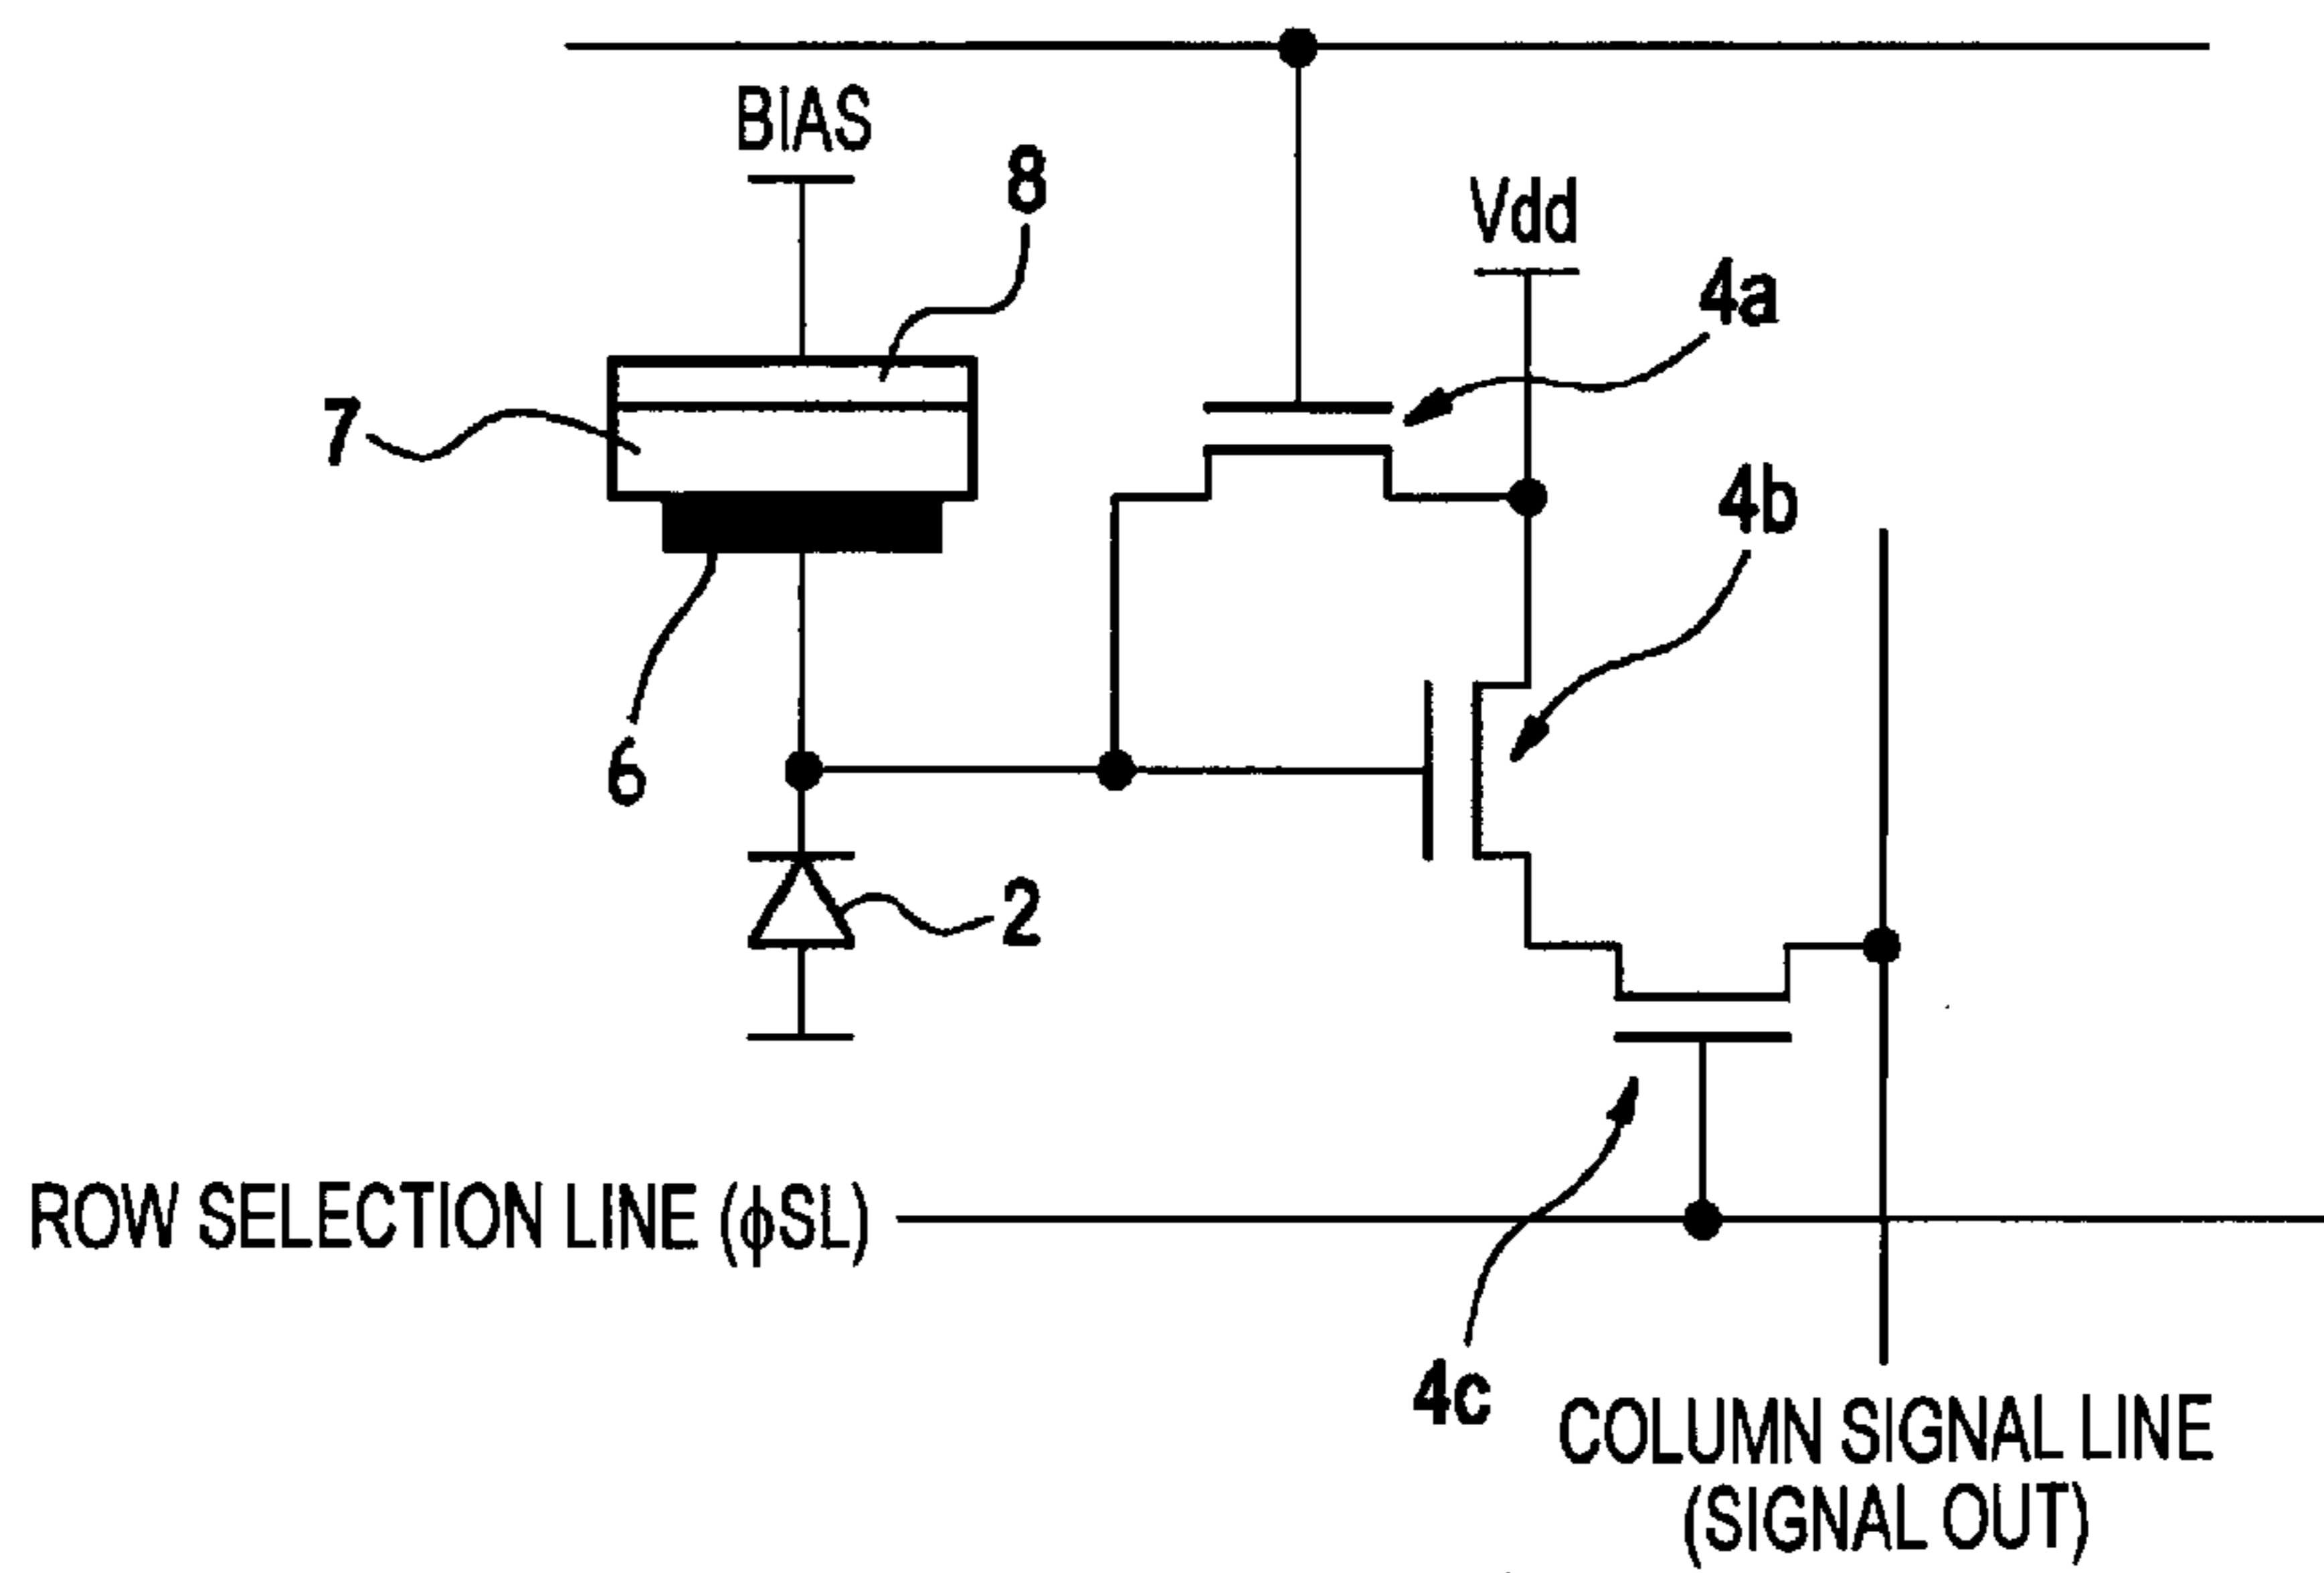 BIAS
8
Vdd
4a
7
4b
6
2
ROW SELECTION LINE (ϕSL)
4c
COLUMN SIGNAL LINE
(SIGNAL OUT)